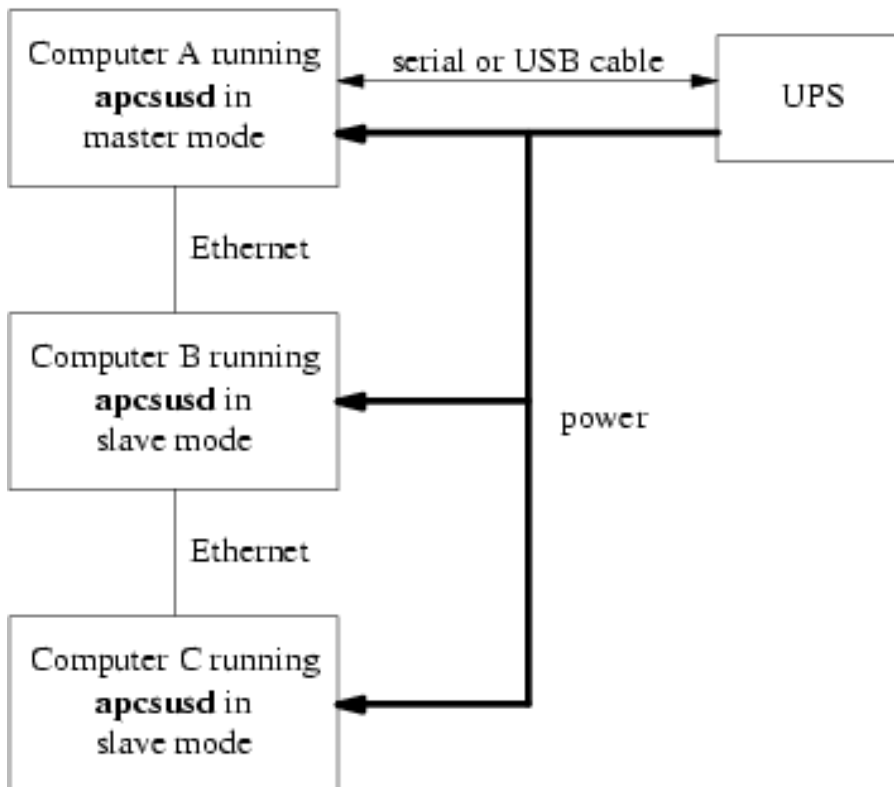 Computer A running
apcsusd in
master mode
serial or USB cable
UPS
Ethernet
Computer B running
apcsusd in
slave mode
power
Ethernet
Computer C running
apcsusd in
slave mode